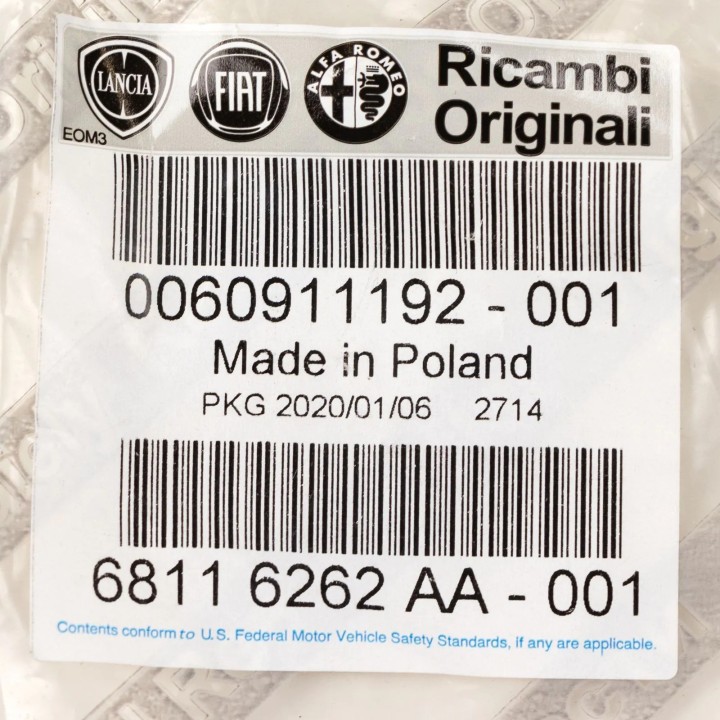 LANCIA
FIAT
ALFA ROMEO
Ricambi
Originali
EOM3
0060911192 - 001
Made in Poland
PKG 2020/01/06 2714
6811 6262 AA - 001
Contents conform to U.S. Federal Motor Vehicle Safety Standards, if any are applicable.